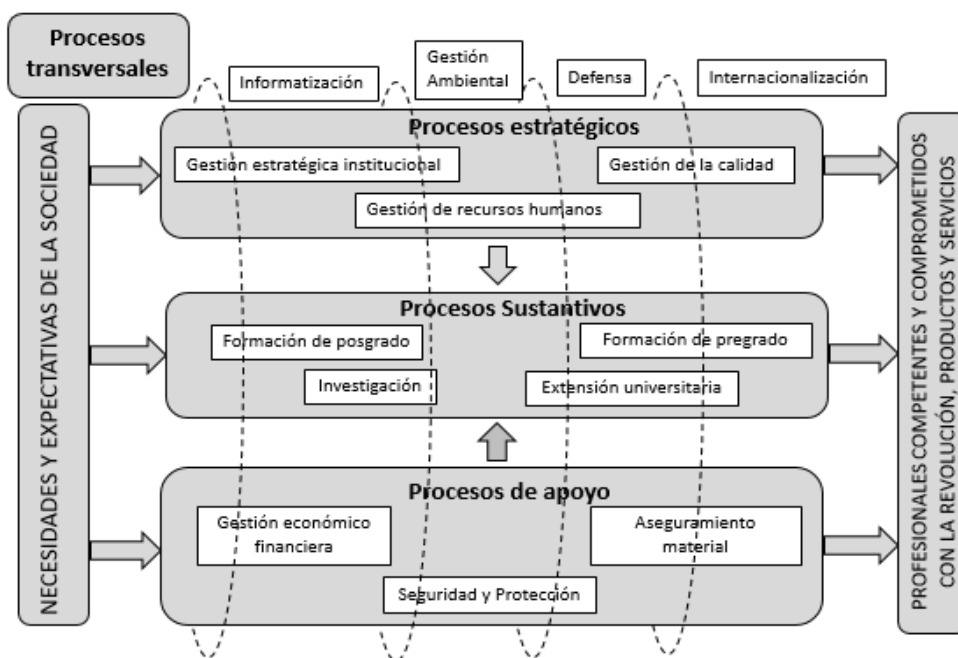 Procesos
transversales
Informatización
Gestión
Ambiental
Defensa
Internacionalización
NECESIDADES Y EXPECTATIVAS DE LA SOCIEDAD
Procesos estratégicos
Gestión estratégica institucional
Gestión de la calidad
Gestión de recursos humanos
Procesos Sustantivos
Formación de posgrado
Formación de pregrado
Investigación
Extensión universitaria
Procesos de apoyo
Gestión económico
financiera
Aseguramiento
material
Seguridad y Protección
PROFESIONALES COMPETENTES Y COMPROMETIDOS
CON LA REVOLUCIÓN, PRODUCTOS Y SERVICIOS